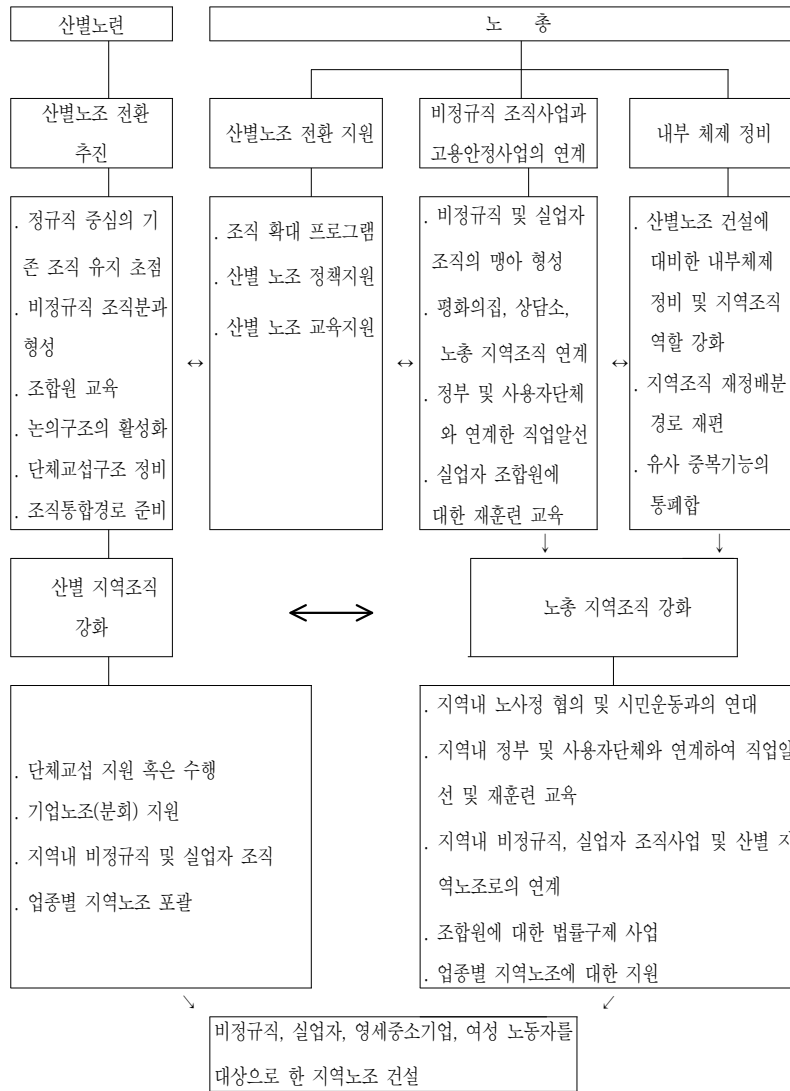 산별노련
노 총
산별노조 전환
추진
산별노조 전환 지원
비정규직 조직사업과
고용안정사업의 연계
내부 체제 정비
. 정규직 중심의 기
존 조직 유지 초점
. 비정규직 조직분과
형성
. 조합원 교육
. 논의구조의 활성화
. 단체교섭구조 정비
. 조직통합경로 준비
↔
. 조직 확대 프로그램
. 산별 노조 정책지원
. 산별 노조 교육지원
↔
. 비정규직 및 실업자
조직의 맹아 형성
. 평화의집, 상담소,
노총 지역조직 연계
. 정부 및 사용자단체
와 연계한 직업알선
. 실업자 조합원에
대한 재훈련 교육
↔
. 산별노조 건설에
대비한 내부체제
정비 및 지역조직
역할 강화
. 지역조직 재정배분
경로 재편
. 유사 중복기능의
통폐합
↓ ↓
산별 지역조직
강화
노총 지역조직 강화
. 단체교섭 지원 혹은 수행
. 기업노조(분회) 지원
. 지역내 비정규직 및 실업자 조직
. 업종별 지역노조 포괄
. 지역내 노사정 협의 및 시민운동과의 연대
. 지역내 정부 및 사용자단체와 연계하여 직업알
선 및 재훈련 교육
. 지역내 비정규직, 실업자 조직사업 및 산별 지
역노조로의 연계
. 조합원에 대한 법률구제 사업
. 업종별 지역노조에 대한 지원
↘ ↙
비정규직, 실업자, 영세중소기업, 여성 노동자를
대상으로 한 지역노조 건설